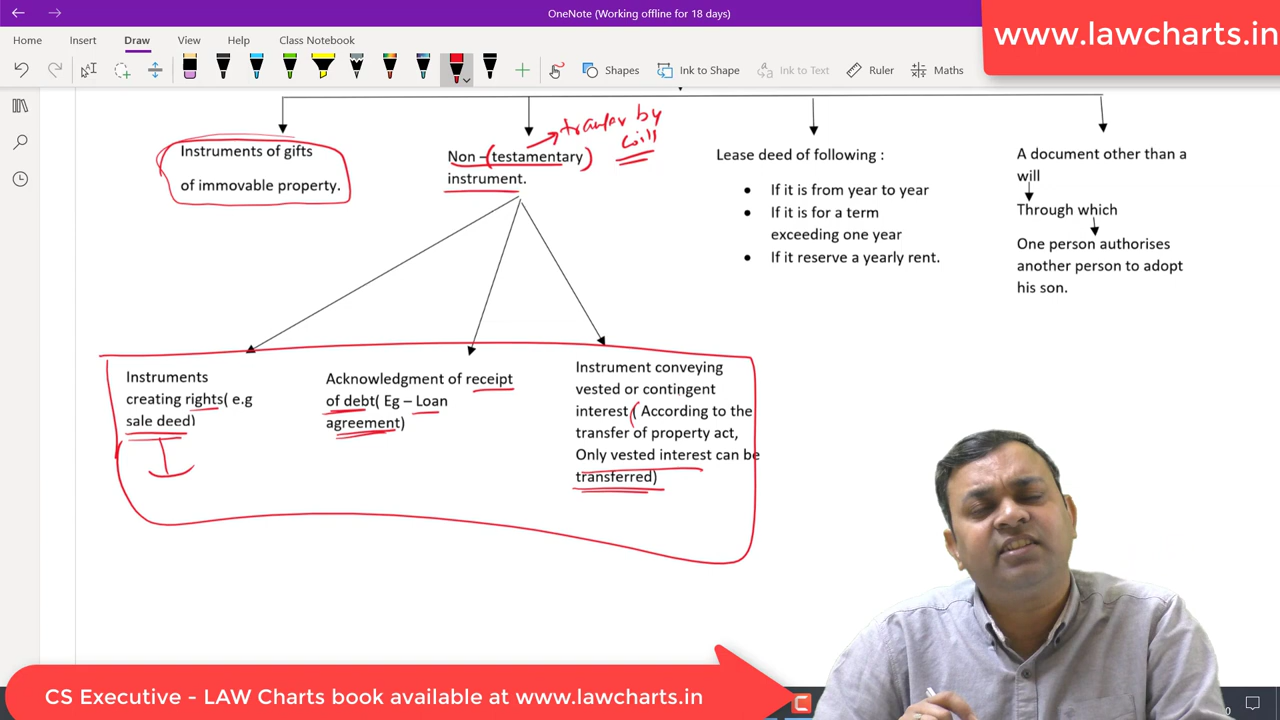 OneNote (Working offline for 18 days)
www.lawcharts.in
Home Insert Draw View Help Class Notebook
Shapes Ink to Shape Ink to Text Ruler Maths
transfer by
will
Instruments of gifts
of immovable property.
Non –(testamentary)
instrument.
Lease deed of following :
If it is from year to year
If it is for a term
exceeding one year
If it reserve a yearly rent.
A document other than a
will
Through which
One person authorises
another person to adopt
his son.
Instruments
creating rights( e.g
sale deed)
Acknowledgment of receipt
of debt( Eg – Loan
agreement)
Instrument conveying
vested or contingent
interest ( According to the
transfer of property act,
Only vested interest can be
transferred)
CS Executive - LAW Charts book available at www.lawcharts.in